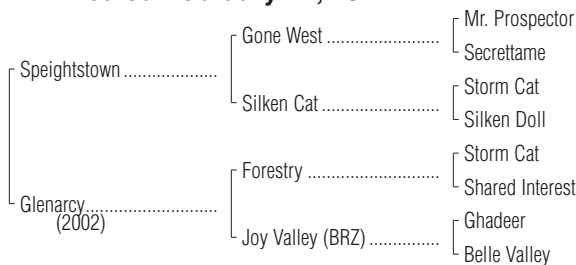 Mr. Prospector
Gone West
Secrettame
Speightstown
Storm Cat
Silken Cat
Silken Doll
Storm Cat
Forestry
Shared Interest
Glenarcy
(2002)
Ghadeer
Joy Valley (BRZ)
Belle Valley